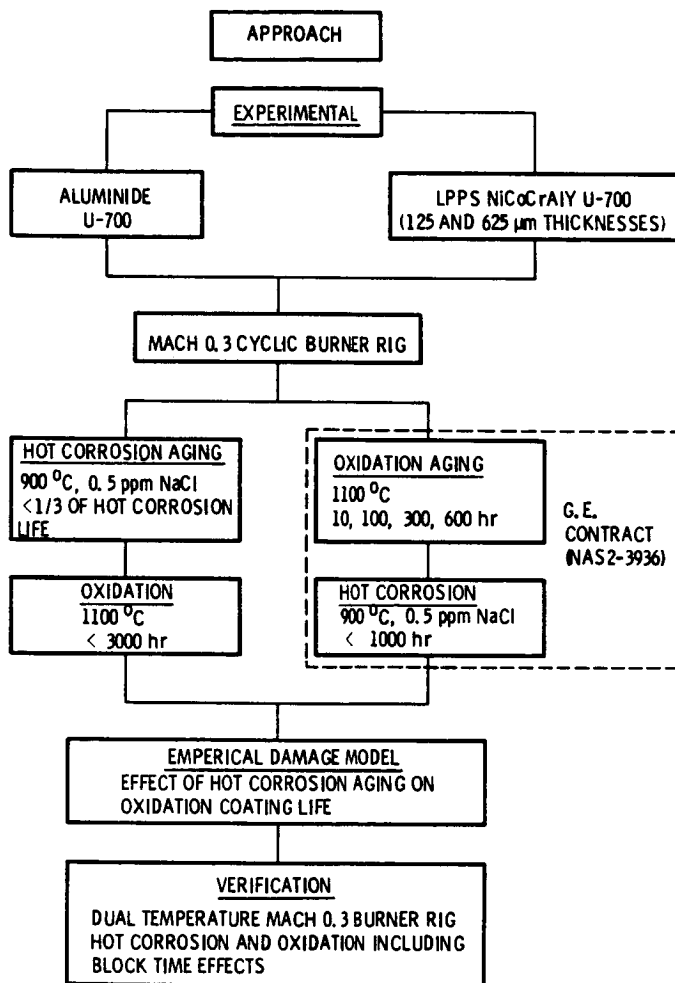 APPROACH
EXPERIMENTAL
ALUMINIDE
U-700
LPPS NiCoCrAlY U-700
(125 AND 625 μm THICKNESSES)
MACH 0.3 CYCLIC BURNER RIG
HOT CORROSION AGING
900 °C, 0.5 ppm NaCl
<1/3 OF HOT CORROSION
LIFE
OXIDATION
1100 °C
< 3000 hr
OXIDATION AGING
1100 °C
10, 100, 300, 600 hr
HOT CORROSION
900 °C, 0.5 ppm NaCl
< 1000 hr
G.E.
CONTRACT
(NAS2-3936)
EMPERICAL DAMAGE MODEL
EFFECT OF HOT CORROSION AGING ON
OXIDATION COATING LIFE
VERIFICATION
DUAL TEMPERATURE MACH 0.3 BURNER RIG
HOT CORROSION AND OXIDATION INCLUDING
BLOCK TIME EFFECTS